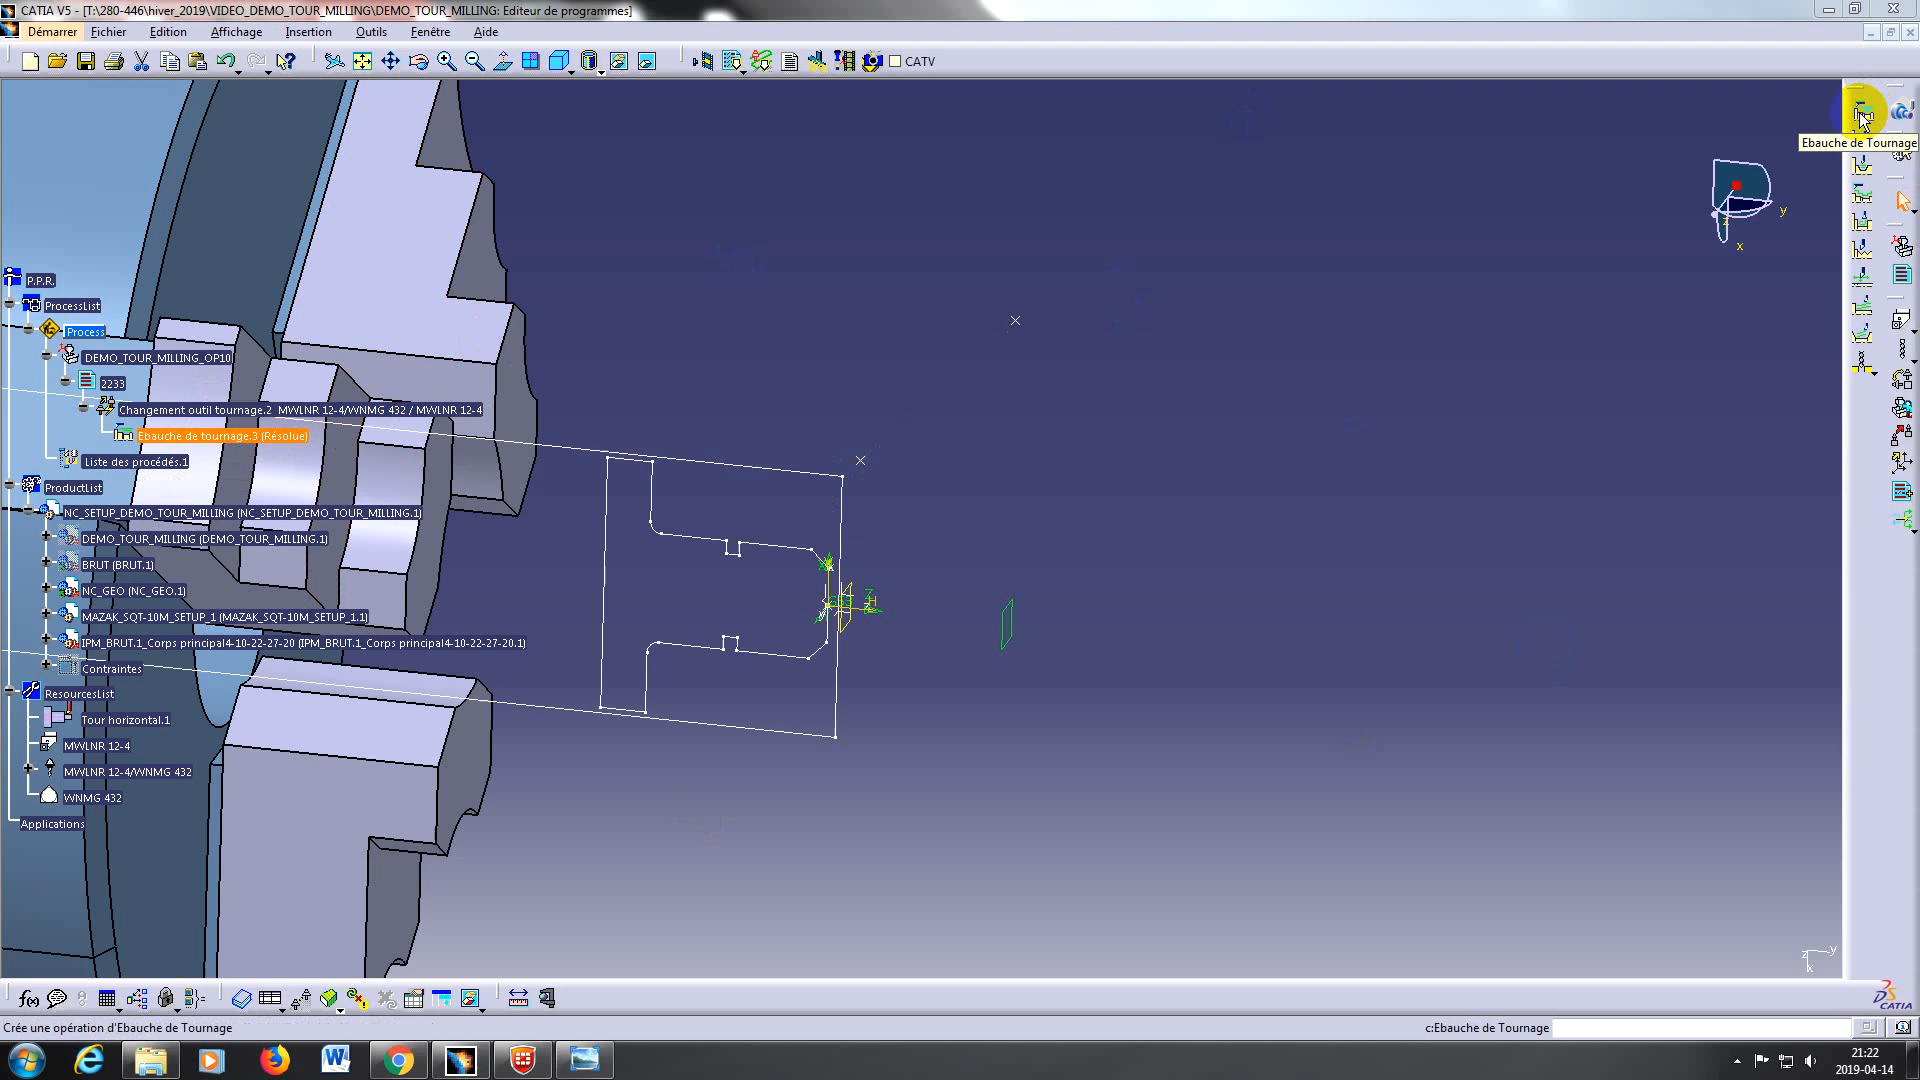 CATIA V5 - [T:\280-446\hiver_2019\VIDEO_DEMO_TOUR_MILLING\DEMO_TOUR_MILLING: Editeur de programmes]
Démarrer Fichier Edition Affichage Insertion Outils Fenêtre Aide
CATV
Ebauche de Tournage
y
z
x
P.P.R.
ProcessList
Process
DEMO_TOUR_MILLING_OP10
2233
Changement outil tournage.2 MWLNR 12-4/WNMG 432 / MWLNR 12-4
Ebauche de tournage.3 (Résolue)
Liste des procédés.1
ProductList
NC_SETUP_DEMO_TOUR_MILLING (NC_SETUP_DEMO_TOUR_MILLING.1)
DEMO_TOUR_MILLING (DEMO_TOUR_MILLING.1)
BRUT (BRUT.1)
NC_GEO (NC_GEO.1)
MAZAK_SQT-10M_SETUP_1 (MAZAK_SQT-10M_SETUP_1.1)
IPM_BRUT.1_Corps principal4-10-22-27-20 (IPM_BRUT.1_Corps principal4-10-22-27-20.1)
Contraintes
ResourcesList
Tour horizontal.1
MWLNR 12-4
MWLNR 12-4/WNMG 432
WNMG 432
Applications
z y
x
f(x)
DS CATIA
Crée une opération d'Ebauche de Tournage
c:Ebauche de Tournage
21:22
2019-04-14